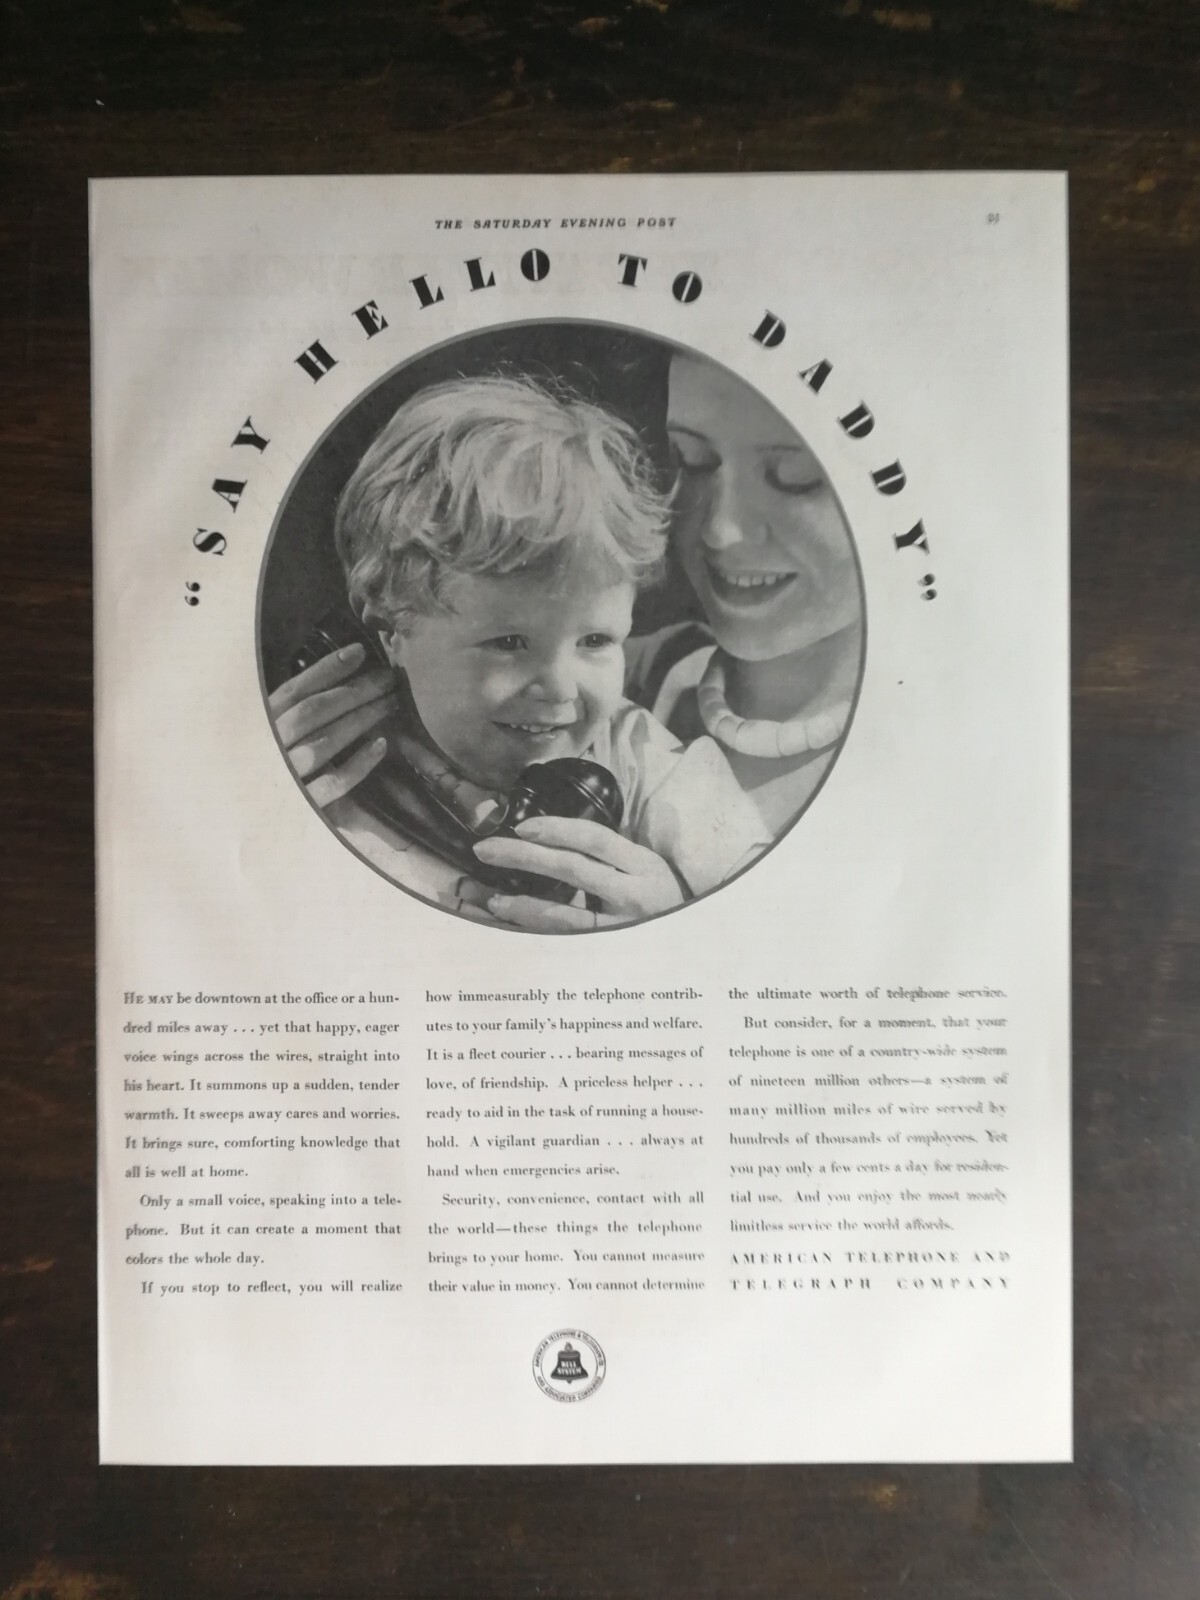 THE SATURDAY EVENING POST
"SAY HELLO TO DADDY"
HE MAY be downtown at the office or a hun-
dred miles away . . . yet that happy, eager
voice wings across the wires, straight into
his heart. It summons up a sudden, tender
warmth. It sweeps away cares and worries.
It brings sure, comforting knowledge that
all is well at home.
Only a small voice, speaking into a tele-
phone. But it can create a moment that
colors the whole day.
If you stop to reflect, you will realize
how immeasurably the telephone contrib-
utes to your family's happiness and welfare.
It is a fleet courier . . . bearing messages of
love, of friendship. A priceless helper . . .
ready to aid in the task of running a house-
hold. A vigilant guardian . . . always at
hand when emergencies arise.
Security, convenience, contact with all
the world—these things the telephone
brings to your home. You cannot measure
their value in money. You cannot determine
the ultimate worth of telephone service.
But consider, for a moment, that your
telephone is one of a country-wide system
of nineteen million others—a system of
many million miles of wire served by
hundreds of thousands of employees. Yet
you pay only a few cents a day for residen-
tial use. And you enjoy the most nearly
limitless service the world affords.
AMERICAN TELEPHONE AND
TELEGRAPH COMPANY
AMERICAN TELEPHONE & TELEGRAPH CO
BELL
SYSTEM
AND ASSOCIATED COMPANIES